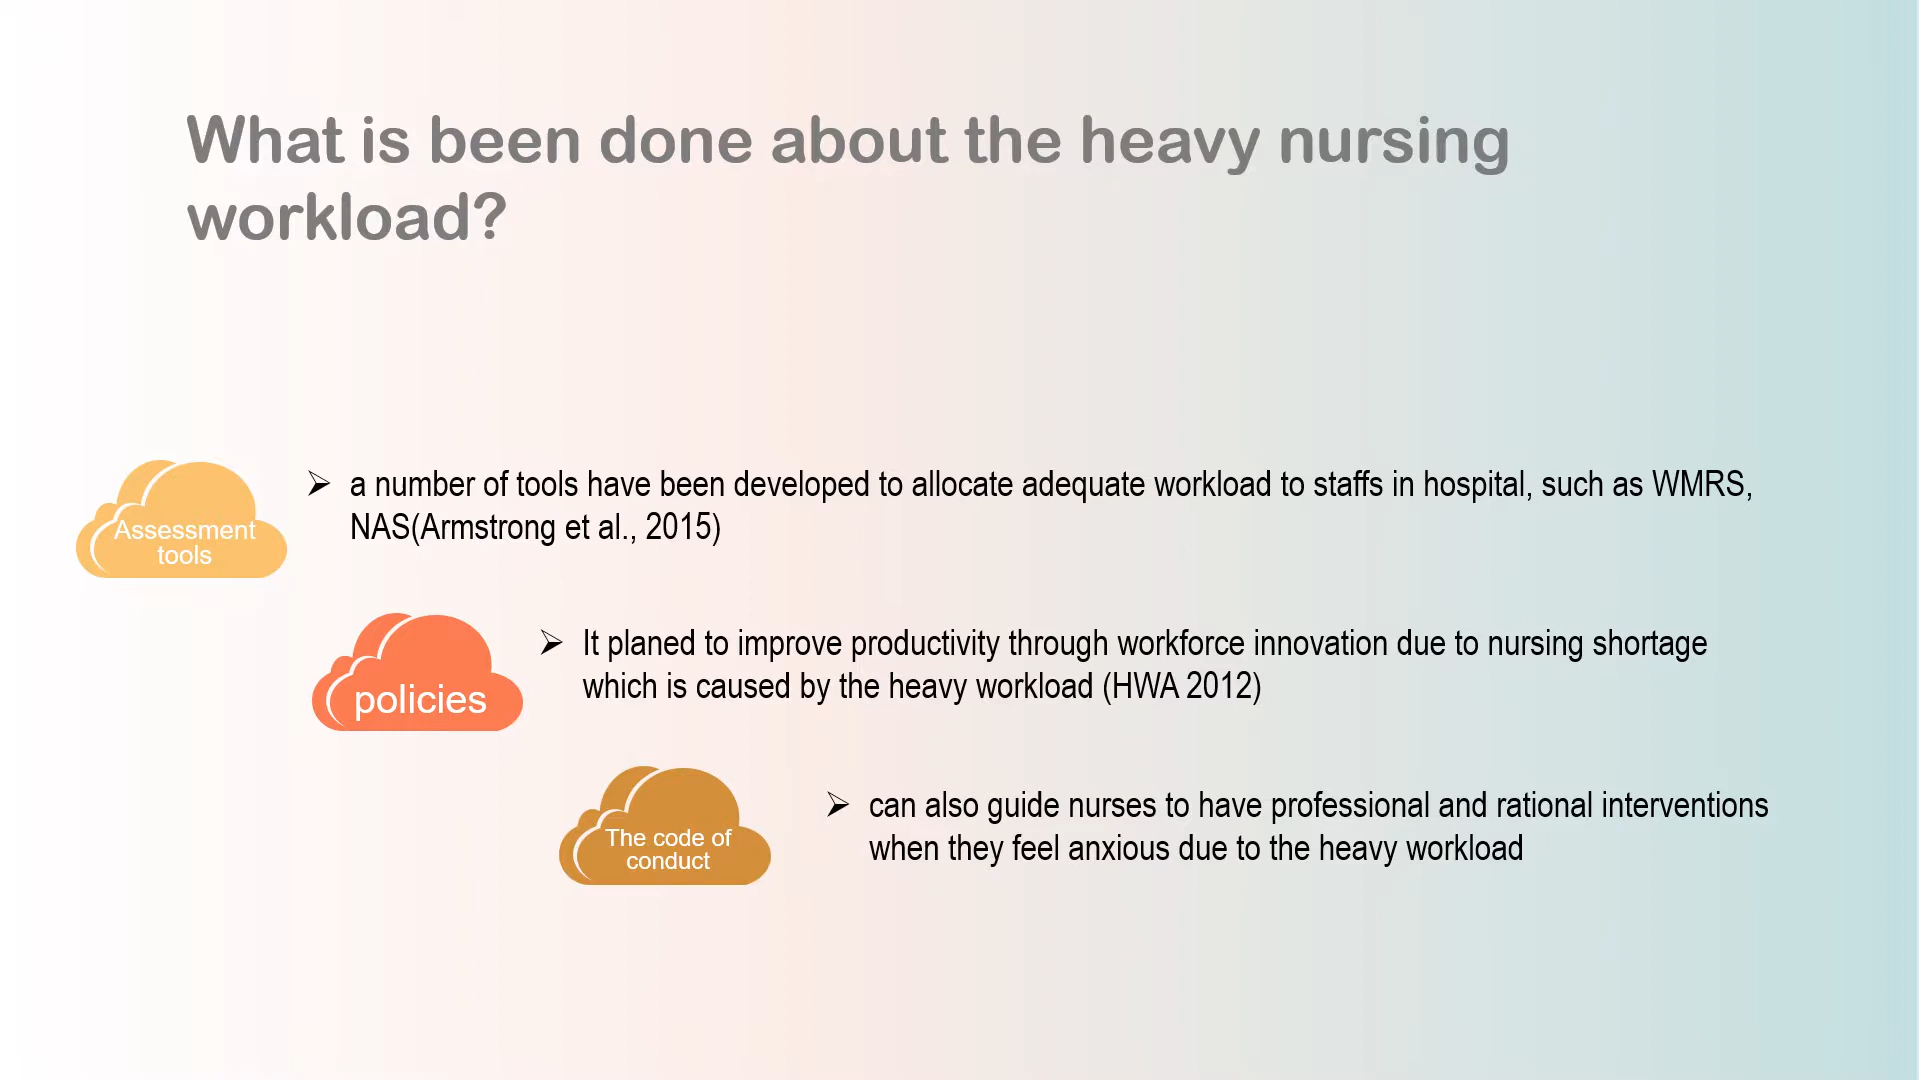 What is been done about the heavy nursing
workload?
Assessment
tools
➢ a number of tools have been developed to allocate adequate workload to staffs in hospital, such as WMRS,
NAS(Armstrong et al., 2015)
policies
➢ It planed to improve productivity through workforce innovation due to nursing shortage
which is caused by the heavy workload (HWA 2012)
The code of
conduct
➢ can also guide nurses to have professional and rational interventions
when they feel anxious due to the heavy workload